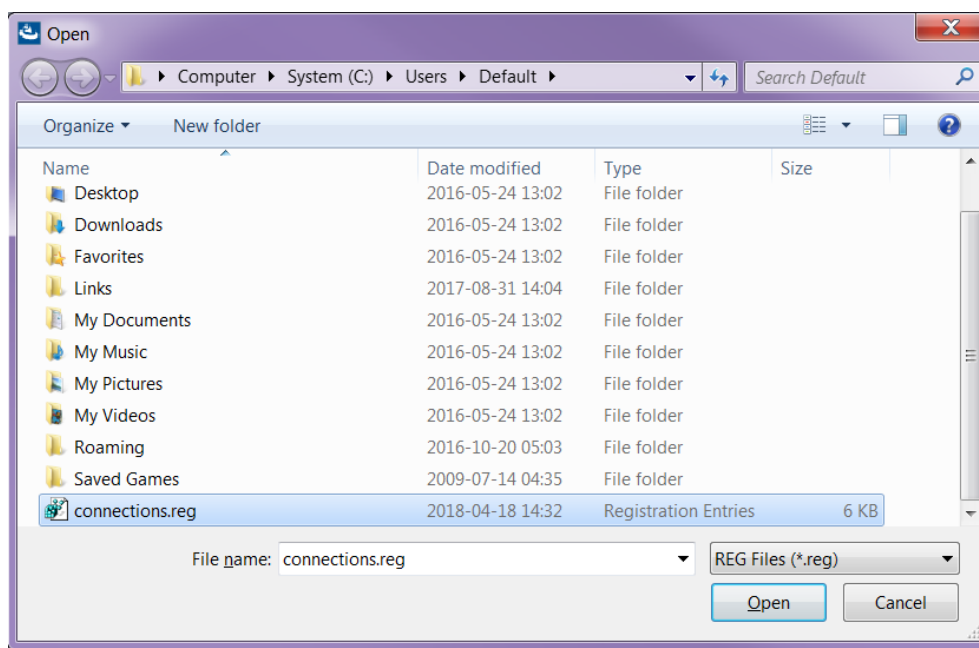 Open
Computer System (C:) Users Default Search Default
Organize New folder
Name Date modified Type Size
Desktop 2016-05-24 13:02 File folder
Downloads 2016-05-24 13:02 File folder
Favorites 2016-05-24 13:02 File folder
Links 2017-08-31 14:04 File folder
My Documents 2016-05-24 13:02 File folder
My Music 2016-05-24 13:02 File folder
My Pictures 2016-05-24 13:02 File folder
My Videos 2016-05-24 13:02 File folder
Roaming 2016-10-20 05:03 File folder
Saved Games 2009-07-14 04:35 File folder
connections.reg 2018-04-18 14:32 Registration Entries 6 KB
File name: connections.reg REG Files (*.reg)
Open Cancel